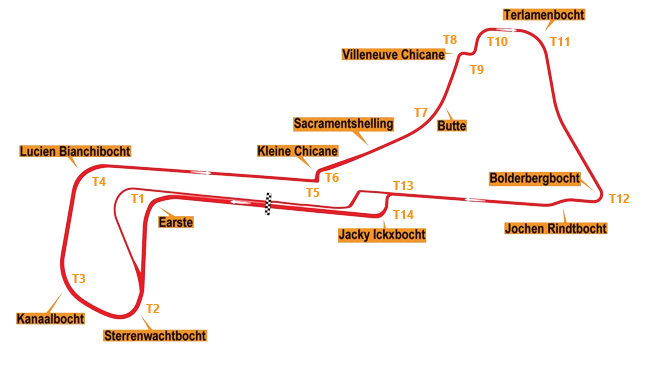 Terlamenbocht
T8
T10
T11
Villeneuve Chicane
T9
T7
Sacramentshelling
Butte
Kleine Chicane
Lucien Bianchibocht
T6
T4
T5
T13
Bolderbergbocht
T1
T12
Earste
T14
Jochen Rindtbocht
Jacky Ickxbocht
T3
T2
Kanaalbocht
Sterrenwachtbocht